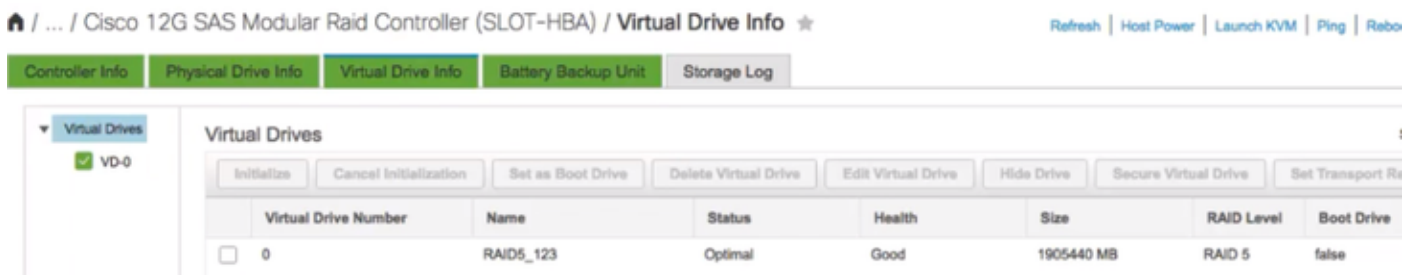 / ... / Cisco 12G SAS Modular Raid Controller (SLOT-HBA) / Virtual Drive Info
Refresh | Host Power | Launch KVM | Ping |
Controller Info Physical Drive Info Virtual Drive Info Battery Backup Unit Storage Log
Virtual Drives
VD-0
Virtual Drives
Initialize Cancel Initialization Set as Boot Drive Delete Virtual Drive Edit Virtual Drive Hide Drive Secure Virtual Drive Set Transport
Virtual Drive Number Name Status Health Size RAID Level Boot Drive
0 RAID5_123 Optimal Good 1905440 MB RAID 5 false